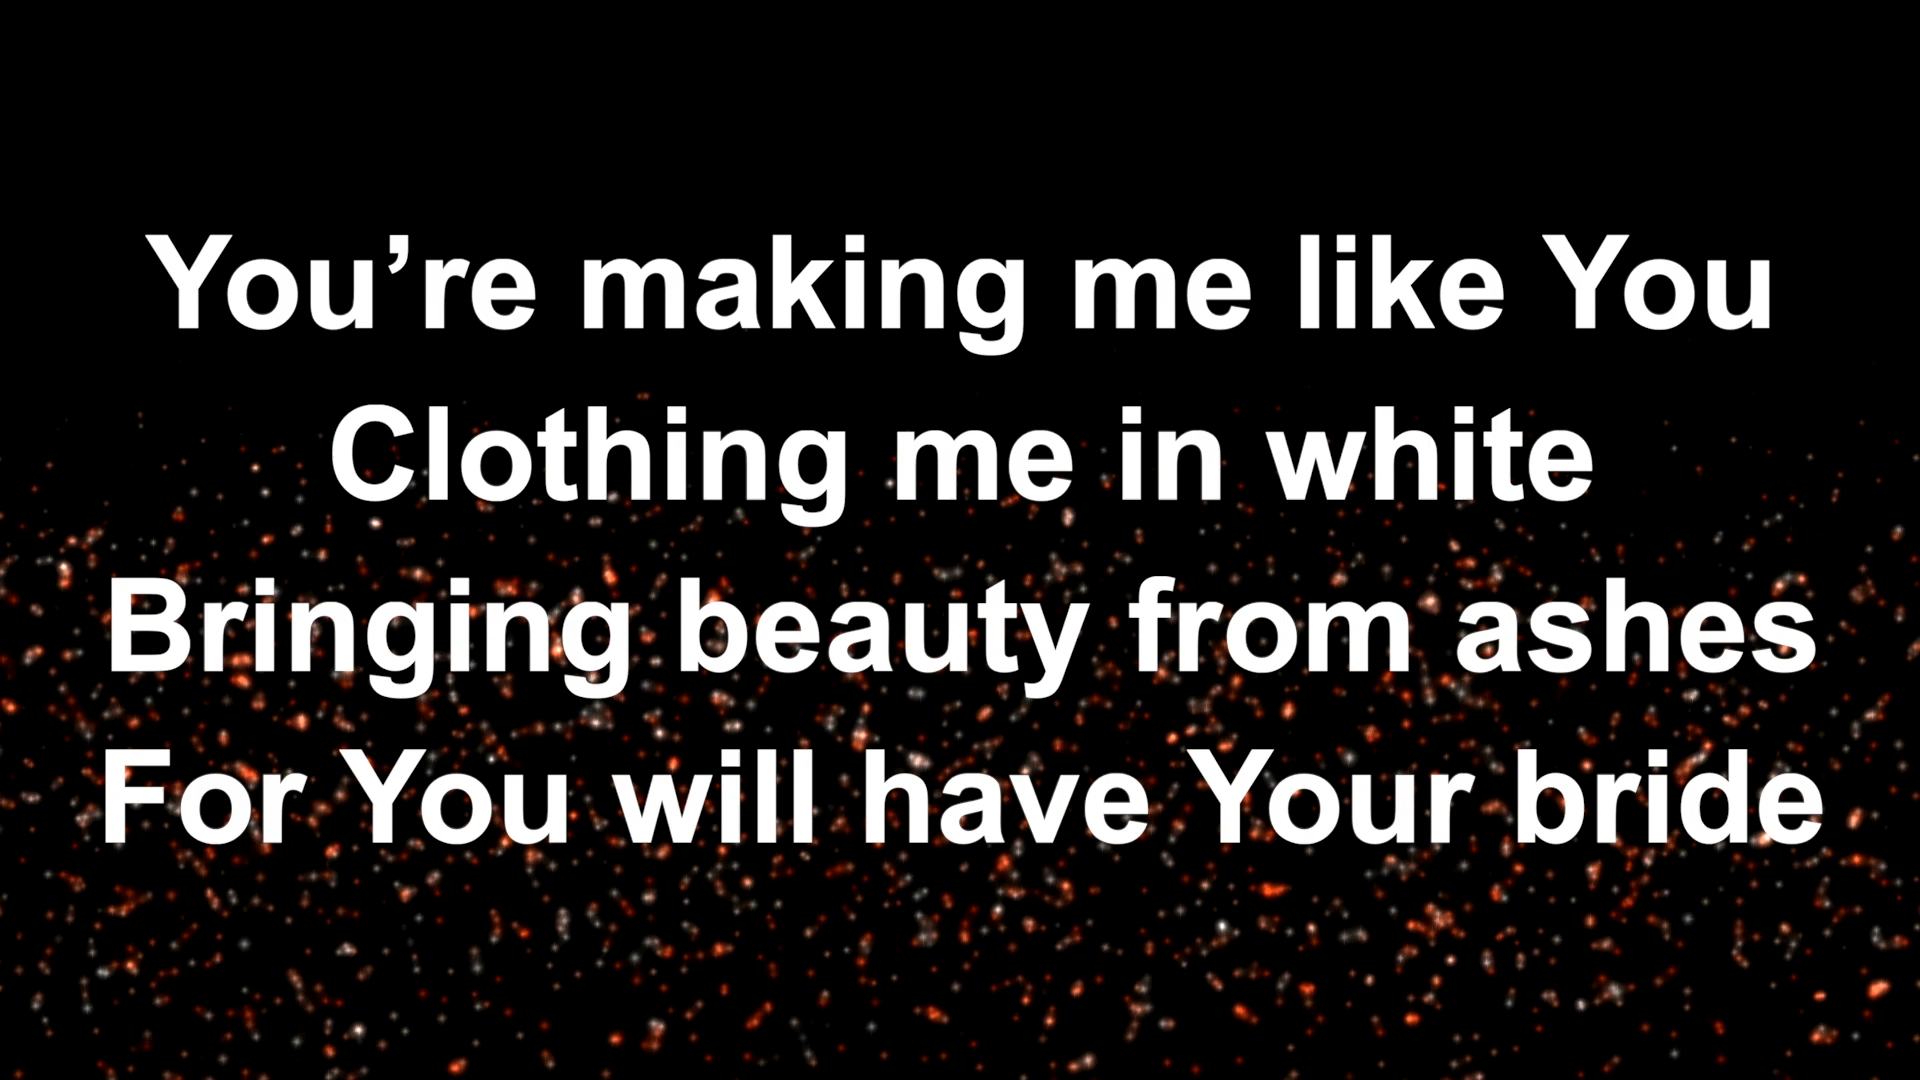 You’re making me like You
Clothing me in white
Bringing beauty from ashes
For You will have Your bride